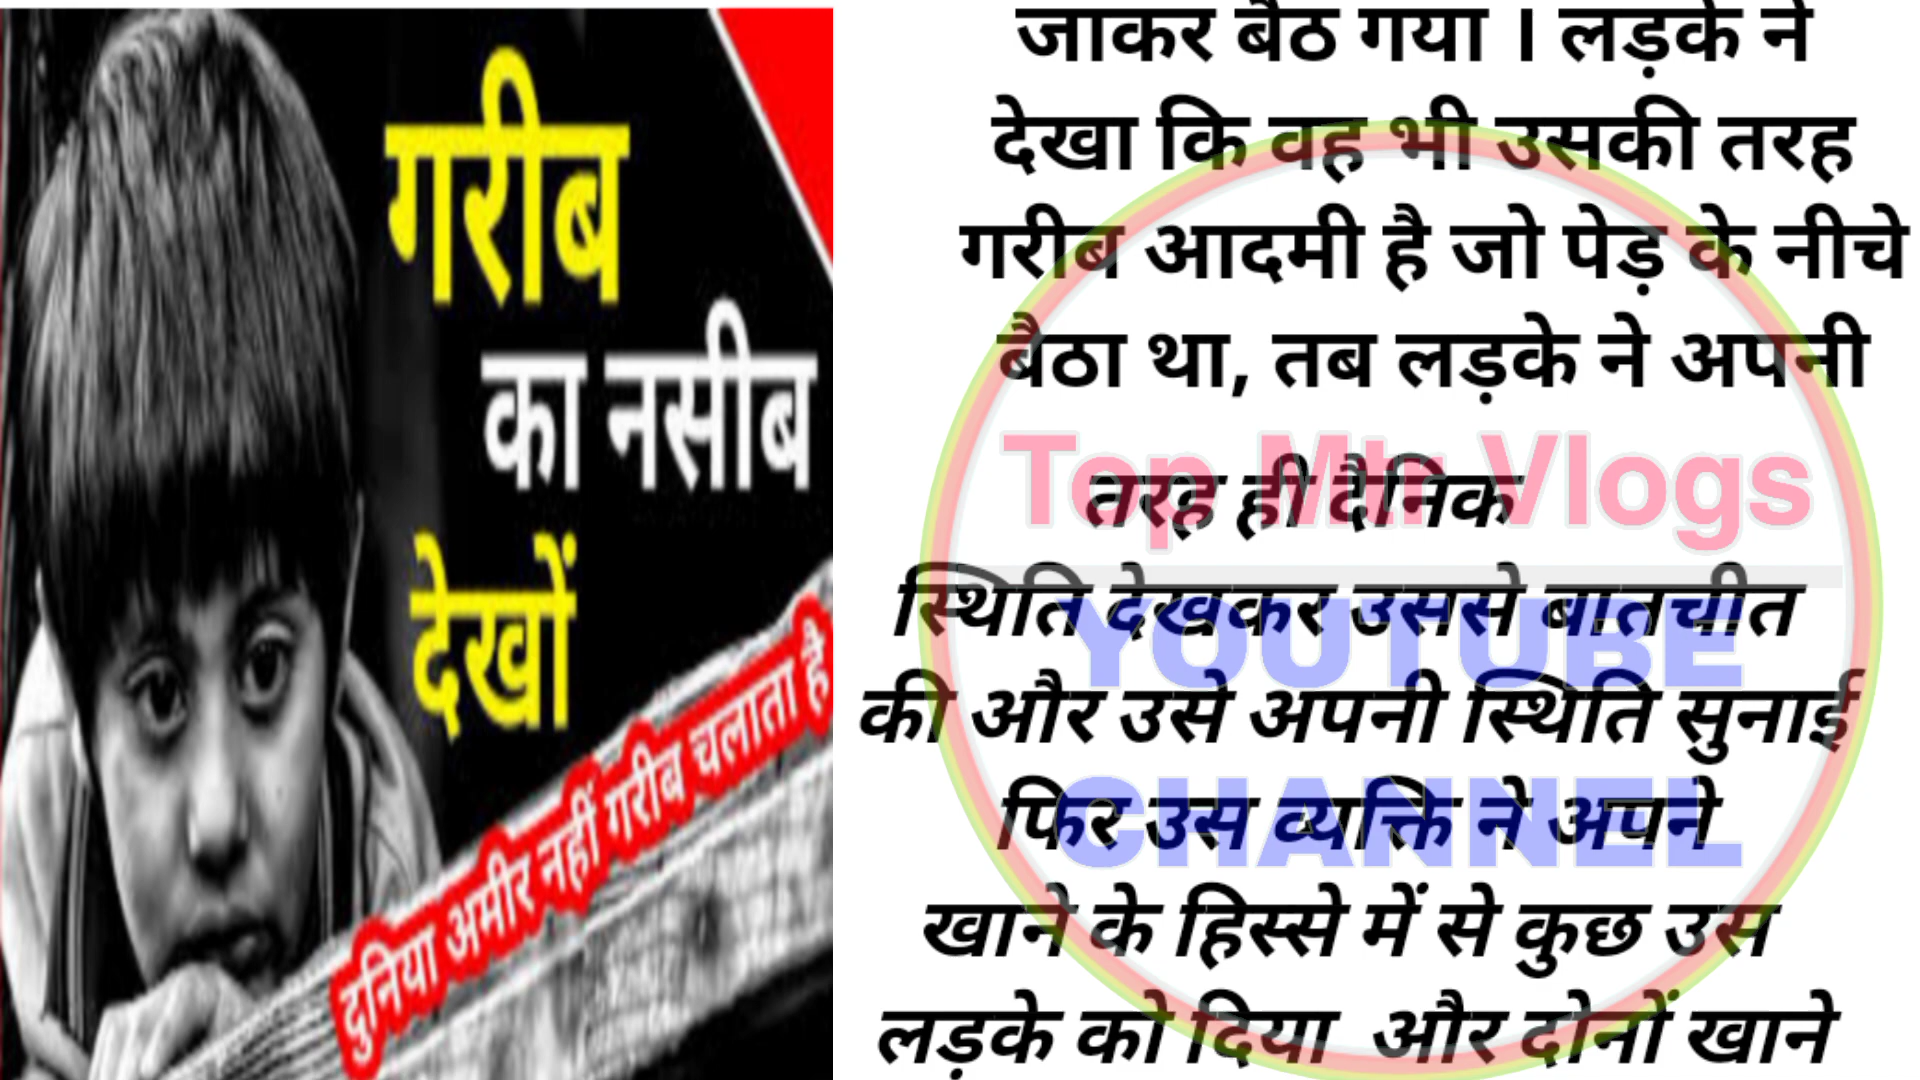 गरीब
का नसीब
देखों
दुनिया अमीर नहीं गरीब चलाता है
जाकर बैठ गया । लड़के ने
देखा कि वह भी उसकी तरह
गरीब आदमी है जो पेड़ के नीचे
बैठा था, तब लड़के ने अपनी
तरह ही दैनिक
स्थिति देखकर उससे बातचीत
की और उसे अपनी स्थिति सुनाई
फिर उस व्यक्ति ने अपने
खाने के हिस्से में से कुछ उस
लड़के को दिया और दोनों खाने
Top Mtr Vlogs
YOUTUBE
CHANNEL